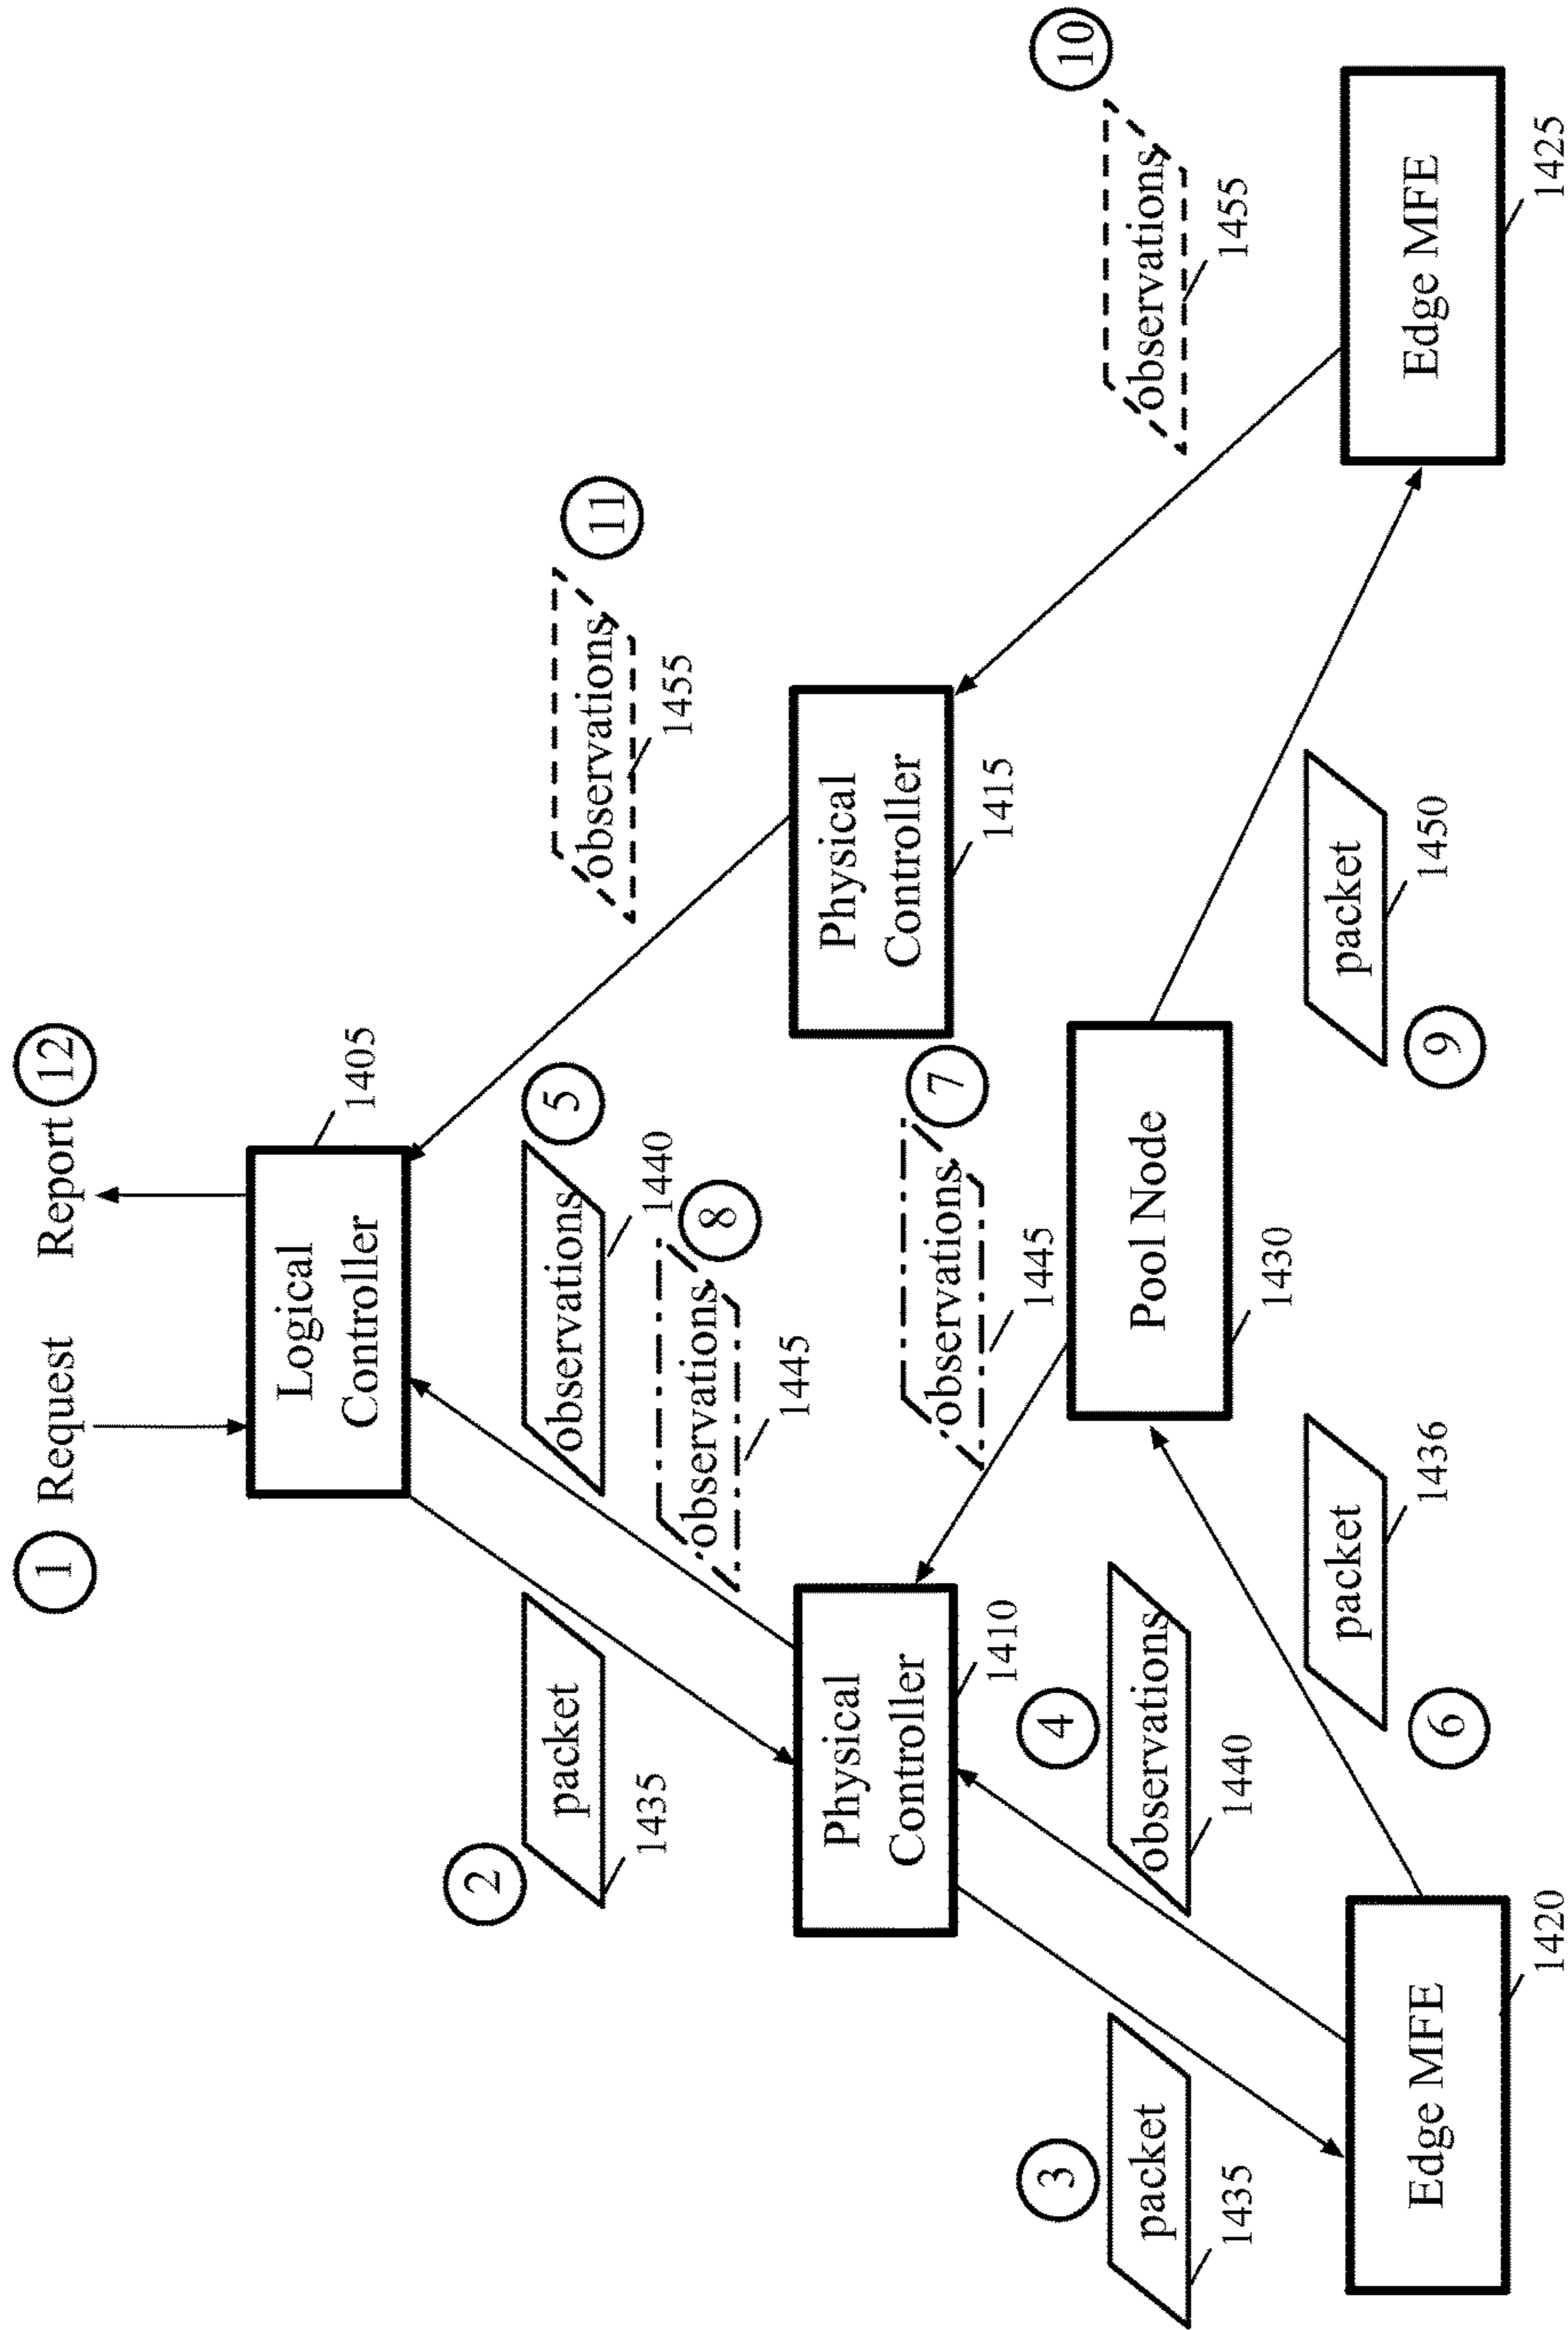 1 Request
Report 12
Logical
Controller
1405
2
packet
1435
observations
5
1440
observations
8
1445
observations
11
1455
Physical
Controller
1410
Physical
Controller
1415
3
packet
1435
4
observations
1440
observations
7
1445
observations
10
1455
Pool Node
1430
packet
1436
6
packet
1450
9
Edge MFE
1420
Edge MFE
1425